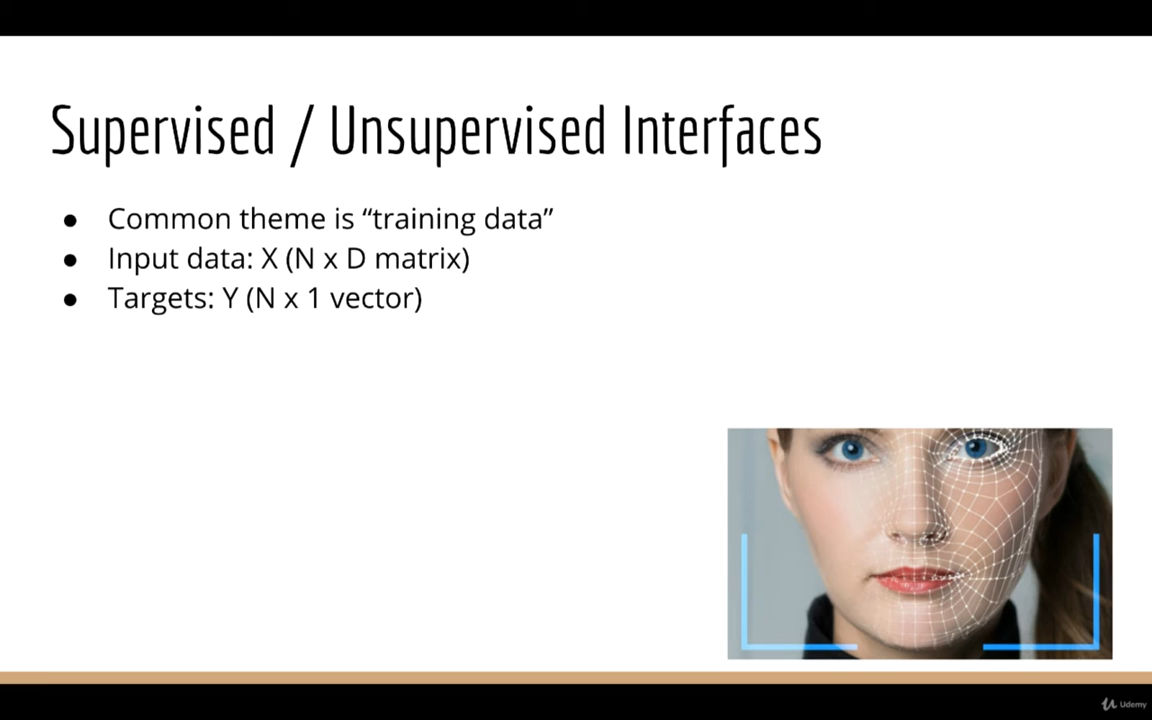 Supervised / Unsupervised Interfaces
● Common theme is “training data”
● Input data: X (N x D matrix)
● Targets: Y (N x 1 vector)
Udemy